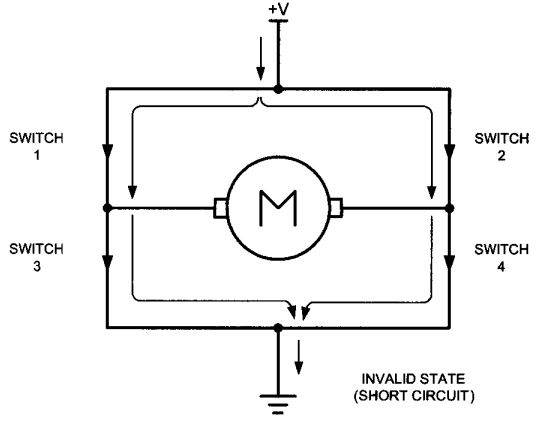 +V
SWITCH
1
SWITCH
2
M
SWITCH
3
SWITCH
4
INVALID STATE
(SHORT CIRCUIT)